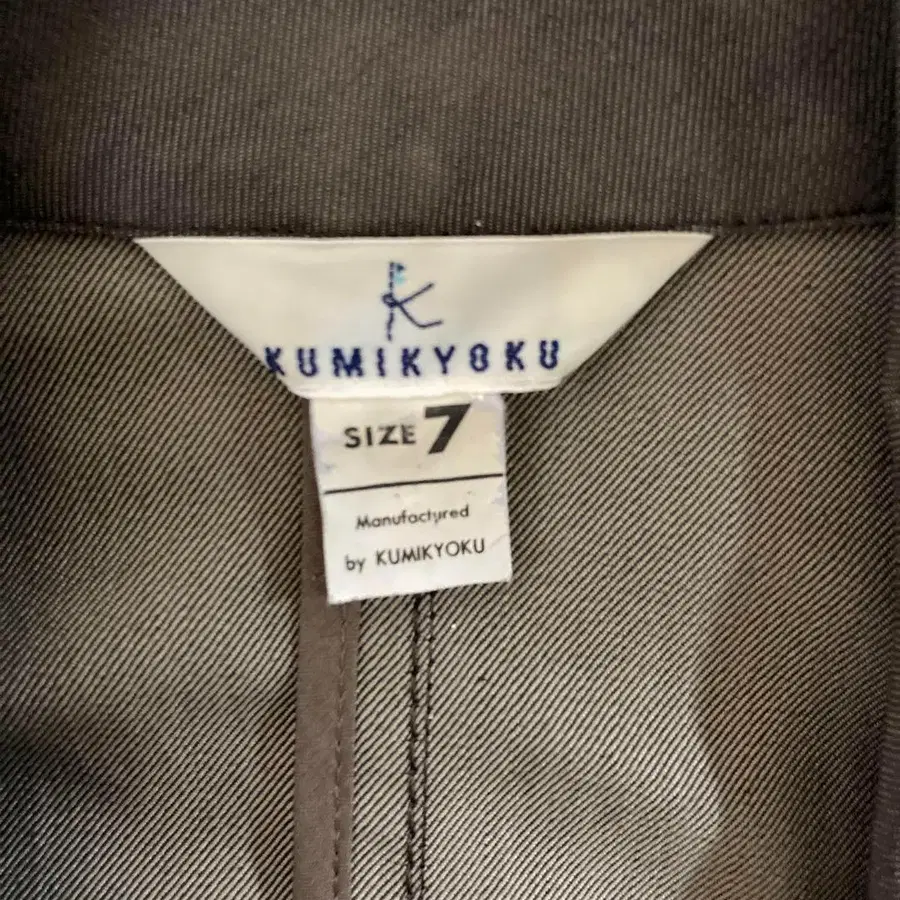 K
KUMIKYOKU
SIZE 7
Manufactured
by KUMIKYOKU